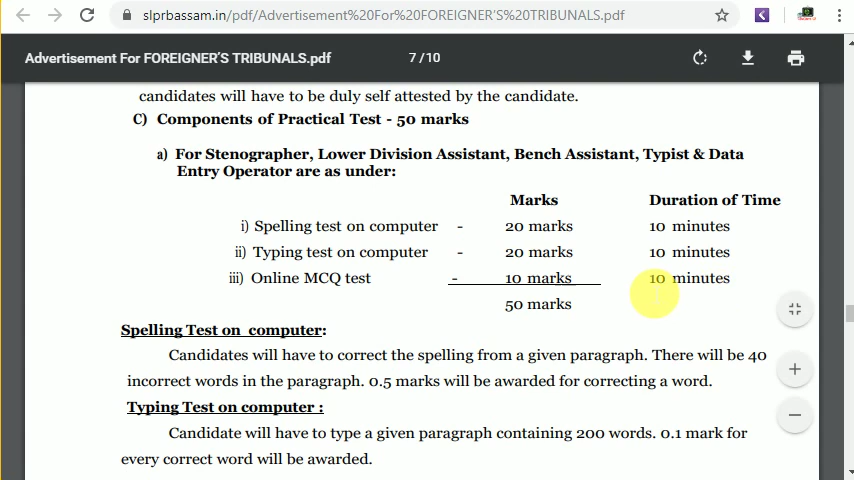 slprbassam.in/pdf/Advertisement%20For%20FOREIGNER'S%20TRIBUNALS.pdf
Advertisement For FOREIGNER'S TRIBUNALS.pdf 7 / 10
candidates will have to be duly self attested by the candidate.
C) Components of Practical Test - 50 marks
a) For Stenographer, Lower Division Assistant, Bench Assistant, Typist & Data
Entry Operator are as under:
Marks Duration of Time
i) Spelling test on computer - 20 marks 10 minutes
ii) Typing test on computer - 20 marks 10 minutes
iii) Online MCQ test - 10 marks 10 minutes
50 marks
Spelling Test on computer:
Candidates will have to correct the spelling from a given paragraph. There will be 40
incorrect words in the paragraph. 0.5 marks will be awarded for correcting a word.
Typing Test on computer :
Candidate will have to type a given paragraph containing 200 words. 0.1 mark for
every correct word will be awarded.